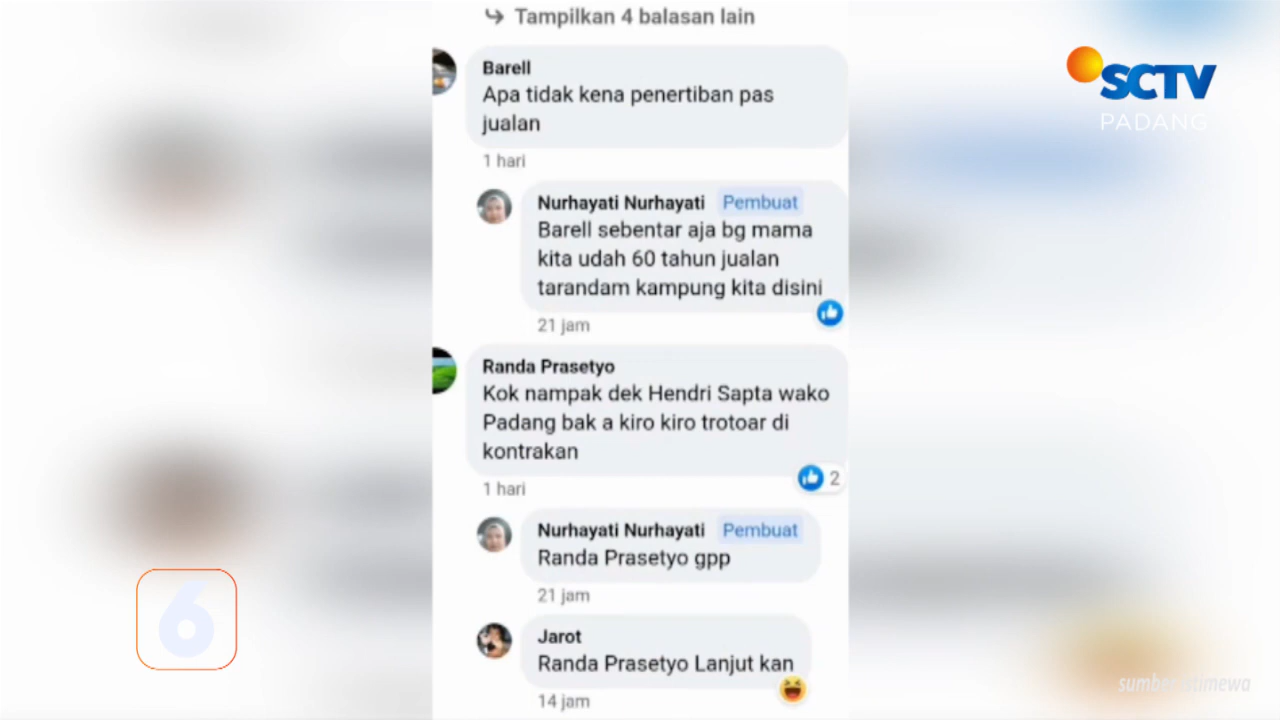 Tampilkan 4 balasan lain
Barell
Apa tidak kena penertiban pas
jualan
1 hari
Nurhayati Nurhayati Pembuat
Barell sebentar aja bg mama
kita udah 60 tahun jualan
tarandam kampung kita disini
21 jam
Randa Prasetyo
Kok nampak dek Hendri Sapta wako
Padang bak a kiro kiro trotoar di
kontrakan
2
1 hari
Nurhayati Nurhayati Pembuat
Randa Prasetyo gpp
21 jam
Jarot
Randa Prasetyo Lanjut kan
14 jam
SCTV
PADANG
6